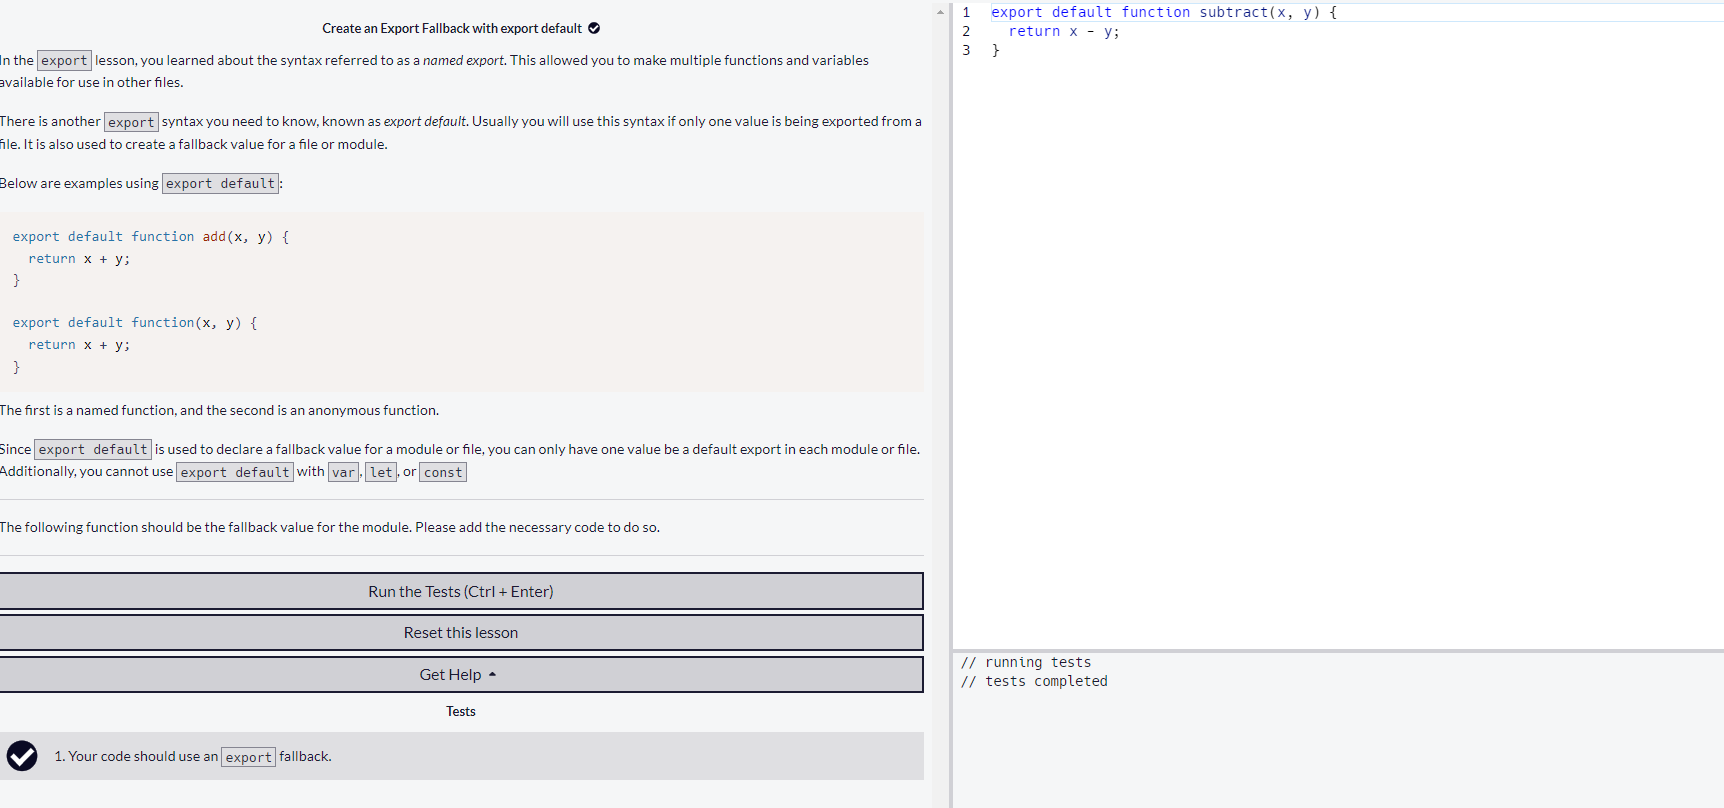 Create an Export Fallback with export default
In the export lesson, you learned about the syntax referred to as a named export. This allowed you to make multiple functions and variables
available for use in other files.
There is another export syntax you need to know, known as export default. Usually you will use this syntax if only one value is being exported from a
file. It is also used to create a fallback value for a file or module.
Below are examples using export default:
export default function add(x, y) {
  return x + y;
}
export default function(x, y) {
  return x + y;
}
The first is a named function, and the second is an anonymous function.
Since export default is used to declare a fallback value for a module or file, you can only have one value be a default export in each module or file.
Additionally, you cannot use export default with var, let, or const
The following function should be the fallback value for the module. Please add the necessary code to do so.
Run the Tests (Ctrl + Enter)
Reset this lesson
Get Help
Tests
1. Your code should use an export fallback.
1 export default function subtract(x, y) {
2   return x - y;
3 }
// running tests
// tests completed